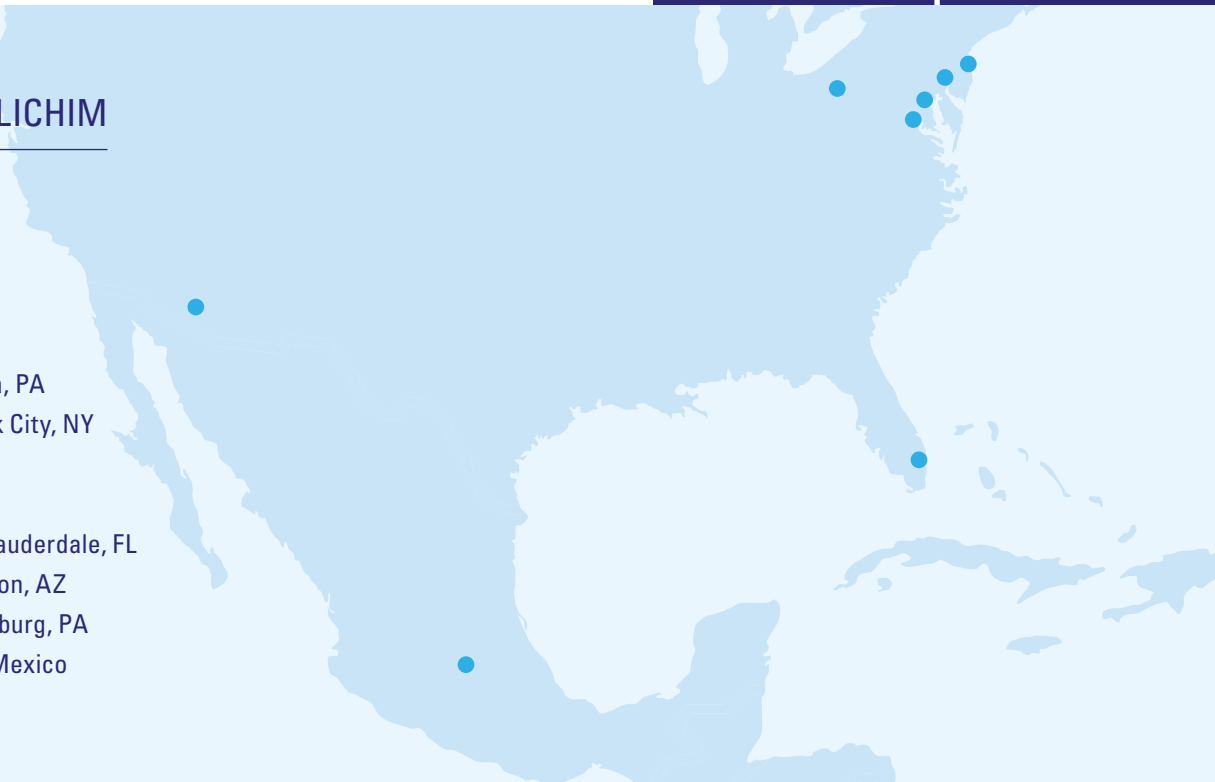 LICHIM
, PA
City, NY
auderdale, FL
on, AZ
burg, PA
Mexico